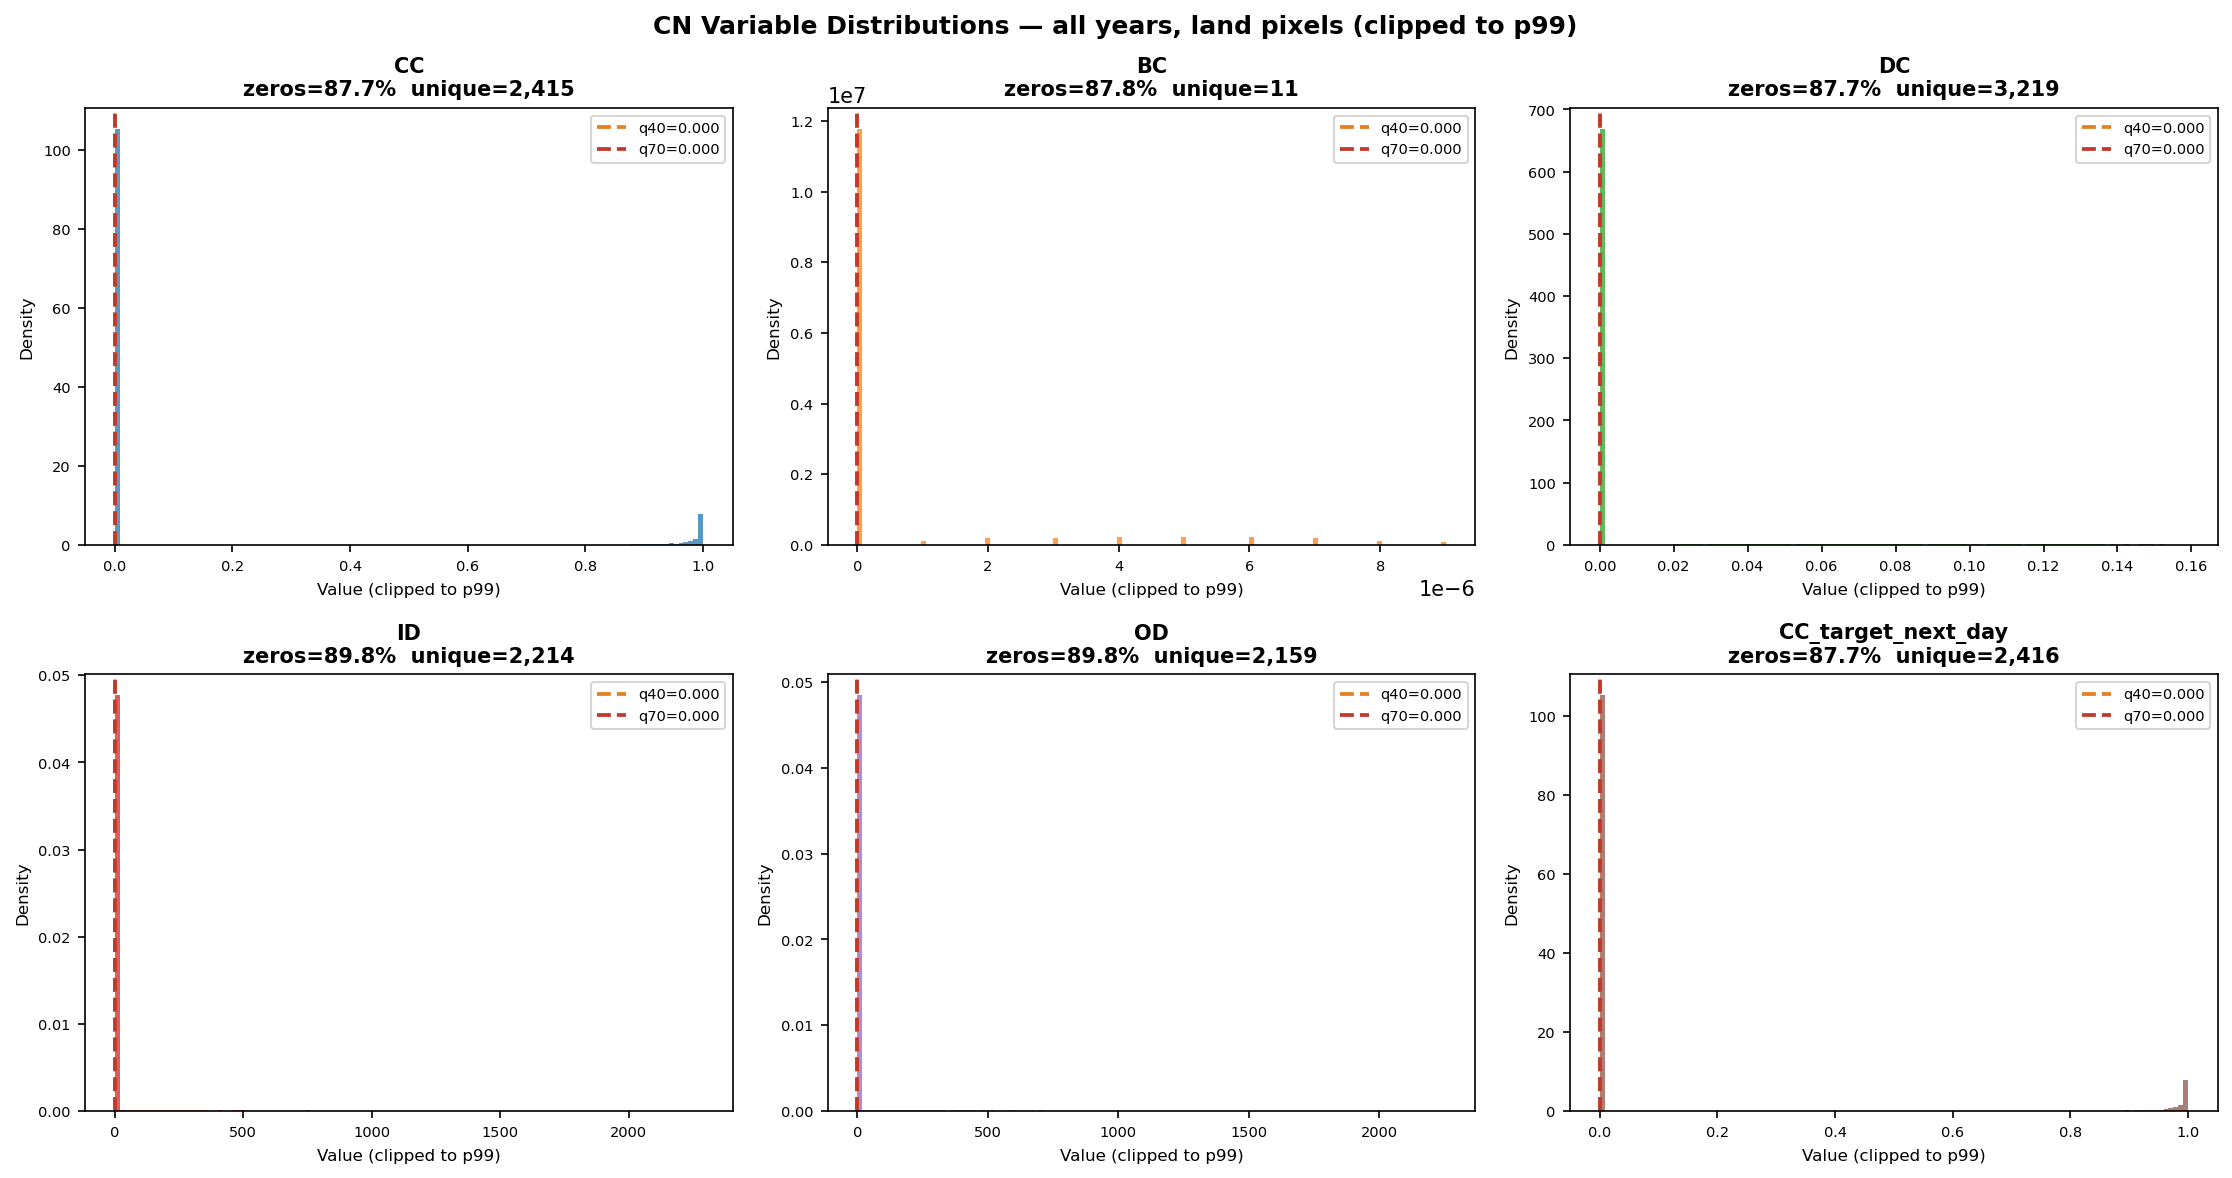 CN Variable Distributions — all years, land pixels (clipped to p99)
CC
zeros=87.7%  unique=2,415
q40=0.000
q70=0.000
Density
0
20
40
60
80
100
0.0 0.2 0.4 0.6 0.8 1.0
Value (clipped to p99)
BC
zeros=87.8%  unique=11
1e7
q40=0.000
q70=0.000
Density
0.0
0.2
0.4
0.6
0.8
1.0
1.2
0 2 4 6 8
1e−6
Value (clipped to p99)
DC
zeros=87.7%  unique=3,219
q40=0.000
q70=0.000
Density
0
100
200
300
400
500
600
700
0.00 0.02 0.04 0.06 0.08 0.10 0.12 0.14 0.16
Value (clipped to p99)
ID
zeros=89.8%  unique=2,214
q40=0.000
q70=0.000
Density
0.00
0.01
0.02
0.03
0.04
0.05
0 500 1000 1500 2000
Value (clipped to p99)
OD
zeros=89.8%  unique=2,159
q40=0.000
q70=0.000
Density
0.00
0.01
0.02
0.03
0.04
0.05
0 500 1000 1500 2000
Value (clipped to p99)
CC_target_next_day
zeros=87.7%  unique=2,416
q40=0.000
q70=0.000
Density
0
20
40
60
80
100
0.0 0.2 0.4 0.6 0.8 1.0
Value (clipped to p99)